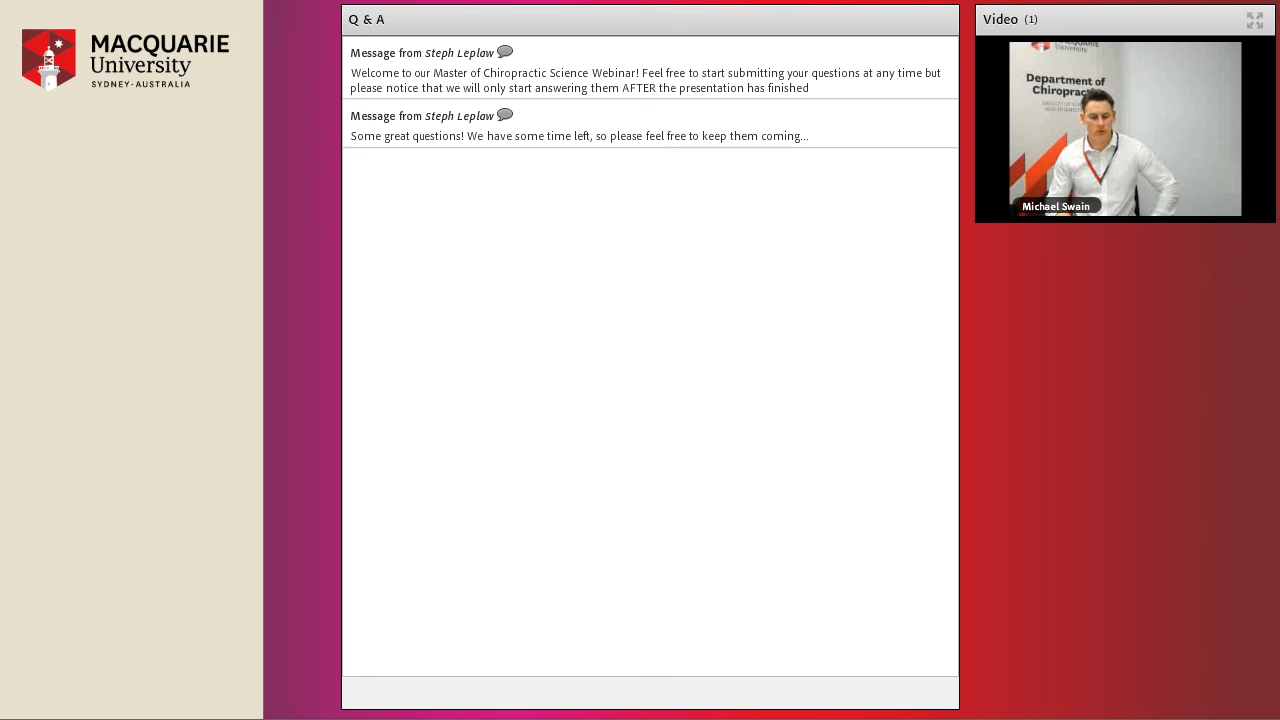 MACQUARIE
University
SYDNEY·AUSTRALIA
Q & A
Message from Steph Leplaw
Welcome to our Master of Chiropractic Science Webinar! Feel free to start submitting your questions at any time but
please notice that we will only start answering them AFTER the presentation has finished
Message from Steph Leplaw
Some great questions! We have some time left, so please feel free to keep them coming...
Video (1)
University
Department of
Chiropractic
Michael Swain